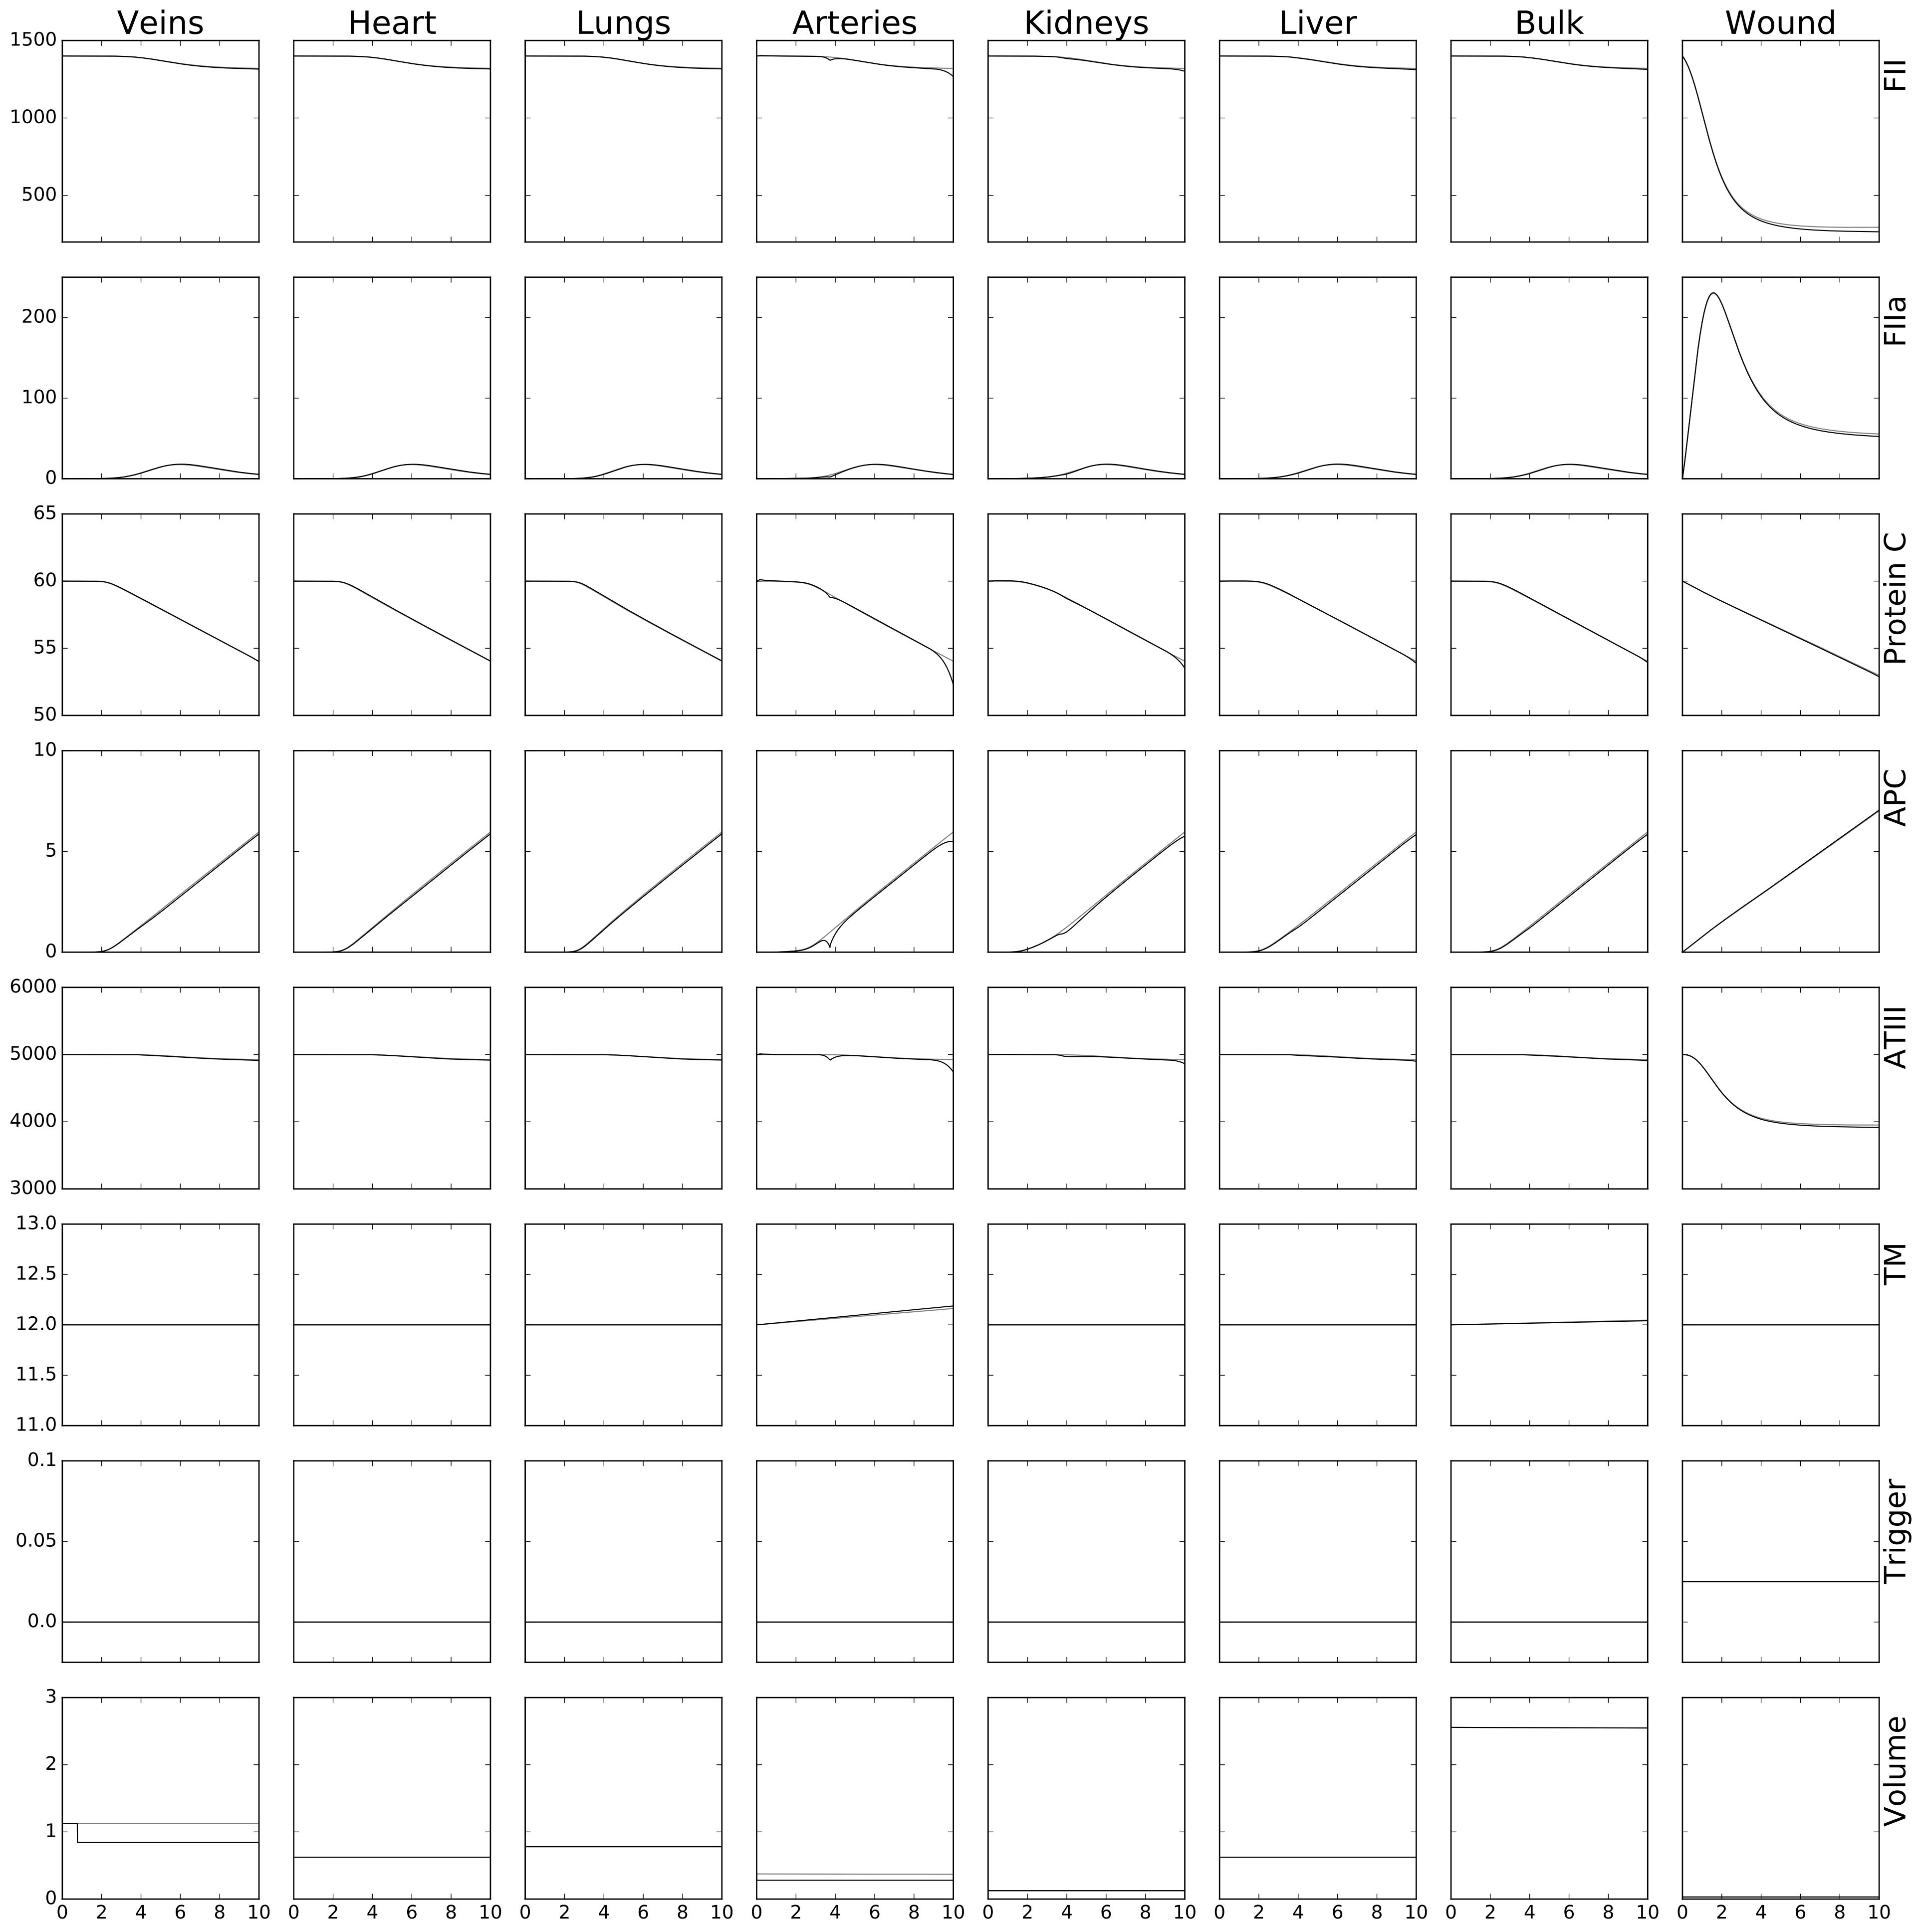 Veins Heart Lungs Arteries Kidneys Liver Bulk Wound
1500
1000
500
FII
200
100
0
FIIa
65
60
55
50
Protein C
10
5
0
APC
6000
5000
4000
3000
ATIII
13.0
12.5
12.0
11.5
11.0
TM
0.1
0.05
0.0
Trigger
3
2
1
0
Volume
0 2 4 6 8 10 0 2 4 6 8 10 0 2 4 6 8 10 0 2 4 6 8 10 0 2 4 6 8 10 0 2 4 6 8 10 0 2 4 6 8 10 0 2 4 6 8 10